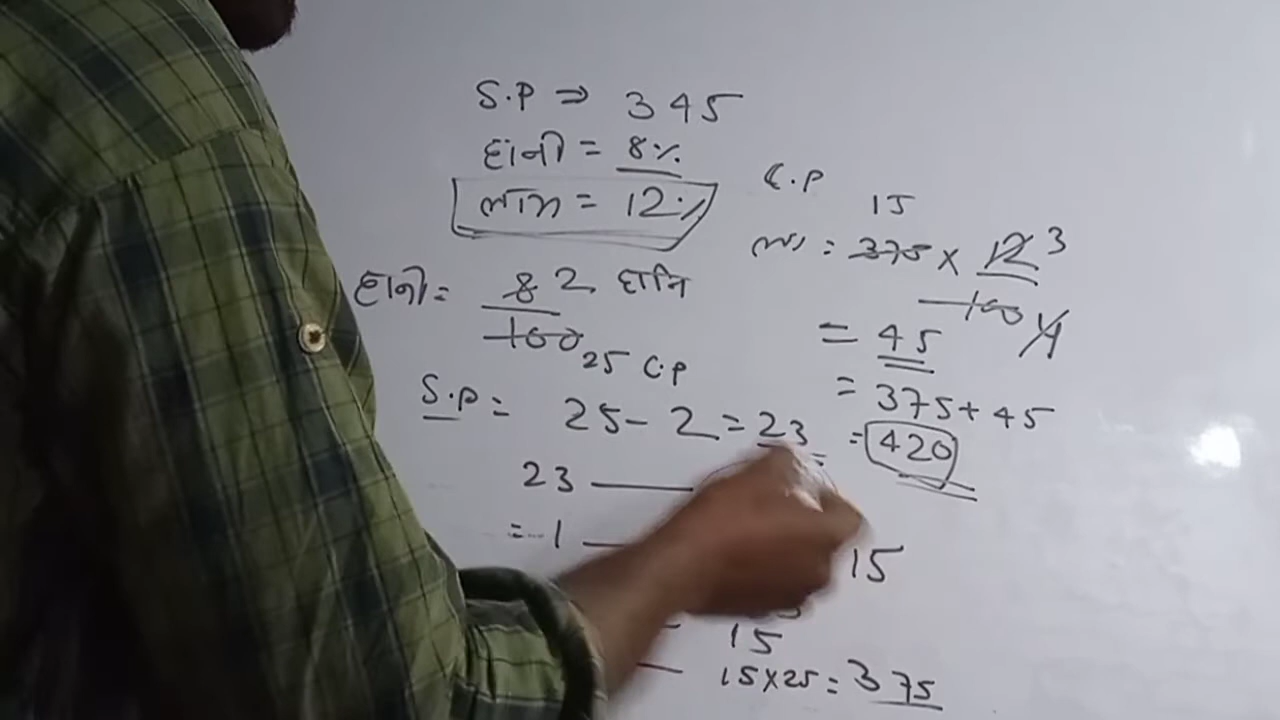 S.P ⇒ 345
हानी = 8%
लाभ = 12%
C.P
15
ला = 375 × 12 3
100 4
= 45
= 375 + 45
= 420
हानी = 8 2 हानि
100 25 C.P
S.P = 25 - 2 = 23
23
= 1
15
15
15×25 = 375